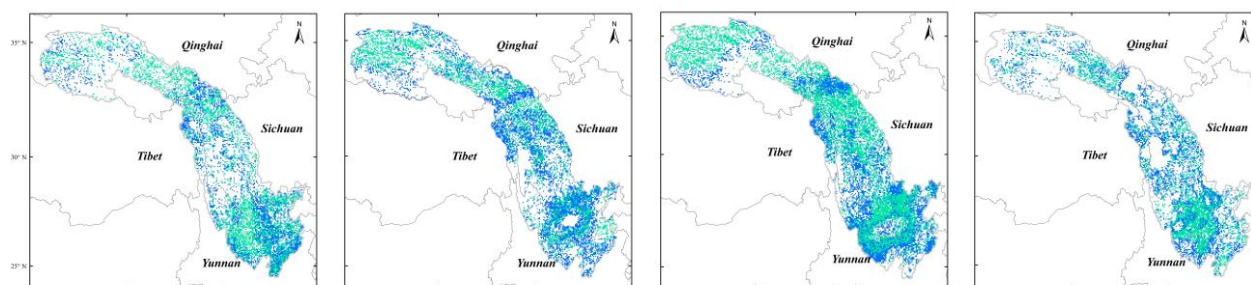 N
35° N
Qinghai
Sichuan
30° N
Tibet
Yunnan
25° N
N
Qinghai
Sichuan
Tibet
Yunnan
N
Qinghai
Sichuan
Tibet
Yunnan
N
Qinghai
Sichuan
Tibet
Yunnan